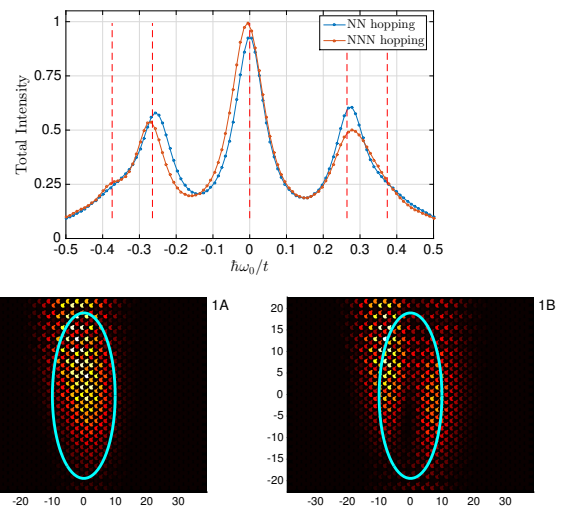 1
0.75
0.5
0.25
0
Total Intensity
NN hopping
NNN hopping
-0.5 -0.4 -0.3 -0.2 -0.1 0 0.1 0.2 0.3 0.4 0.5
ħω₀/t
1A
-20 0 20
1B
20
15
10
5
0
-5
-10
-15
-20
-20 -10 0 10 20 30
-30 -20 -10 0 10 20 30